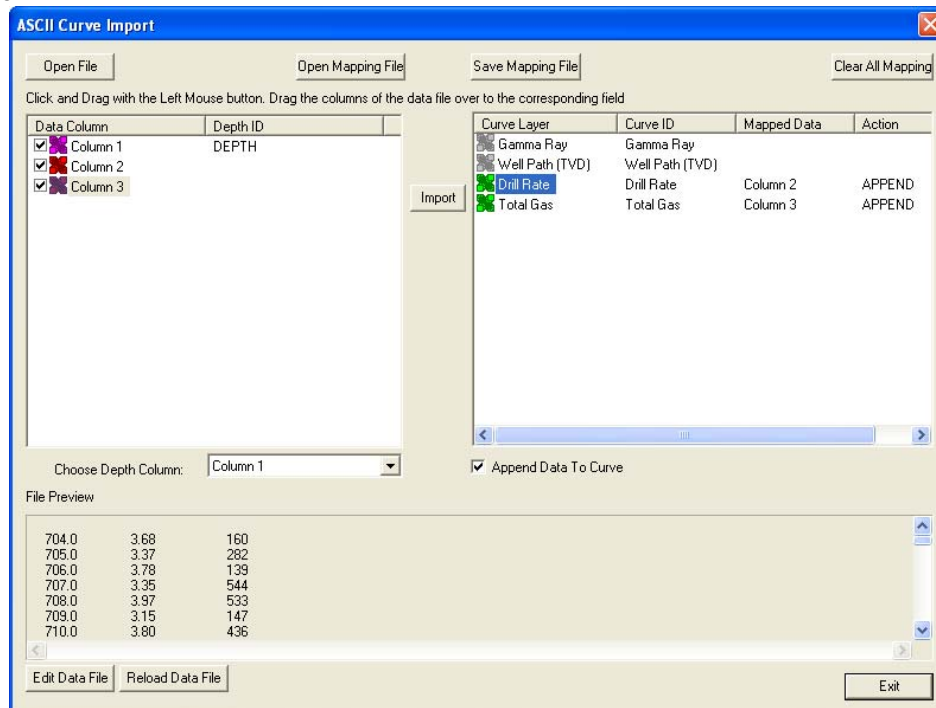 ASCII Curve Import
Open File Open Mapping File Save Mapping File Clear All Mapping
Click and Drag with the Left Mouse button. Drag the columns of the data file over to the corresponding field
Data Column Depth ID
Column 1 DEPTH
Column 2
Column 3
Import
Curve Layer Curve ID Mapped Data Action
Gamma Ray Gamma Ray
Well Path (TVD) Well Path (TVD)
Drill Rate Drill Rate Column 2 APPEND
Total Gas Total Gas Column 3 APPEND
Choose Depth Column: Column 1
Append Data To Curve
File Preview
704.0 3.68 160
705.0 3.37 282
706.0 3.78 139
707.0 3.35 544
708.0 3.97 533
709.0 3.15 147
710.0 3.80 436
Edit Data File Reload Data File Exit